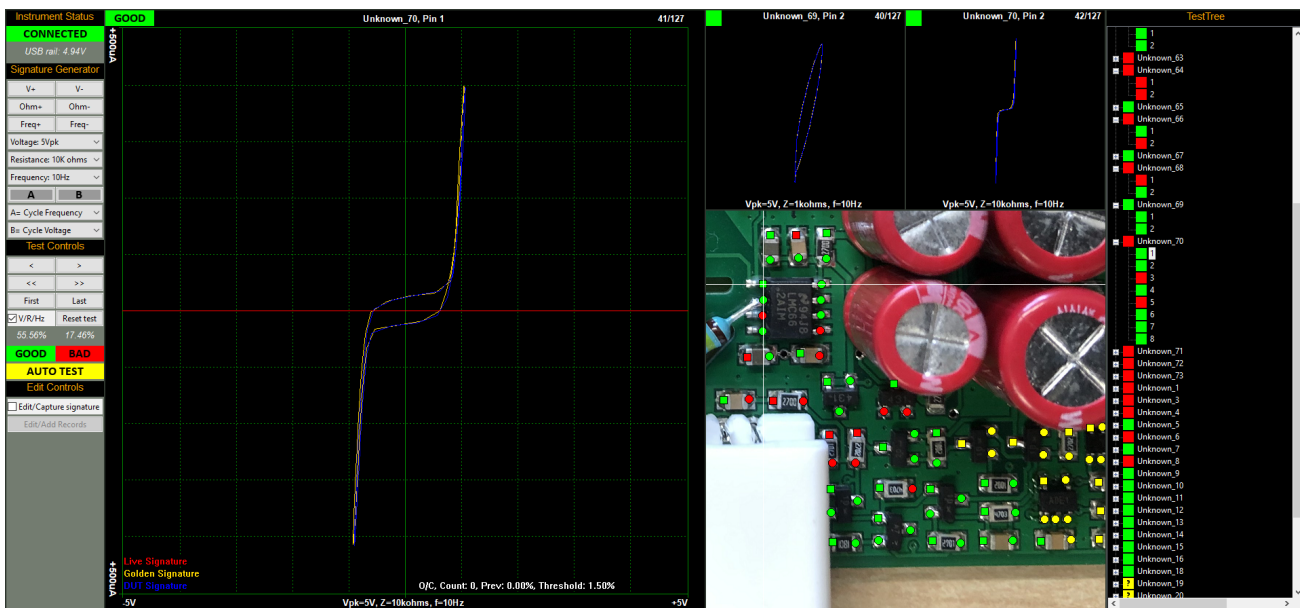 Instrument Status
CONNECTED
USB rail: 4.94V
Signature Generator
V+ V-
Ohm+ Ohm-
Freq+ Freq-
Voltage: 5Vpk
Resistance: 10K ohms
Frequency: 10Hz
A B
A= Cycle Frequency
B= Cycle Voltage
Test Controls
< >
<< >>
First Last
V/R/Hz Reset test
55.56% 17.46%
GOOD BAD
AUTO TEST
Edit Controls
Edit/Capture signature
Edit/Add Records
GOOD Unknown_70, Pin 1 41/127
+500uA
Live Signature
Golden Signature
DUT Signature
O/C, Count: 0, Prev: 0.00%, Threshold: 1.50%
+500uA
-5V Vpk=5V, Z=10kohms, f=10Hz +5V
Unknown_69, Pin 2 40/127
Vpk=5V, Z=1kohms, f=10Hz
Unknown_70, Pin 2 42/127
Vpk=5V, Z=10kohms, f=10Hz
2700
LMC66
2AIM
431
2700
4703
2701
TestTree
1
2
Unknown_63
Unknown_64
1
2
Unknown_65
Unknown_66
1
2
Unknown_67
Unknown_68
1
2
Unknown_69
1
2
Unknown_70
1
2
3
4
5
6
7
8
Unknown_71
Unknown_72
Unknown_73
Unknown_1
Unknown_3
Unknown_4
Unknown_5
Unknown_6
Unknown_7
Unknown_8
Unknown_9
Unknown_10
Unknown_11
Unknown_12
Unknown_13
Unknown_14
Unknown_15
Unknown_16
Unknown_18
? Unknown_19
? Unknown_20